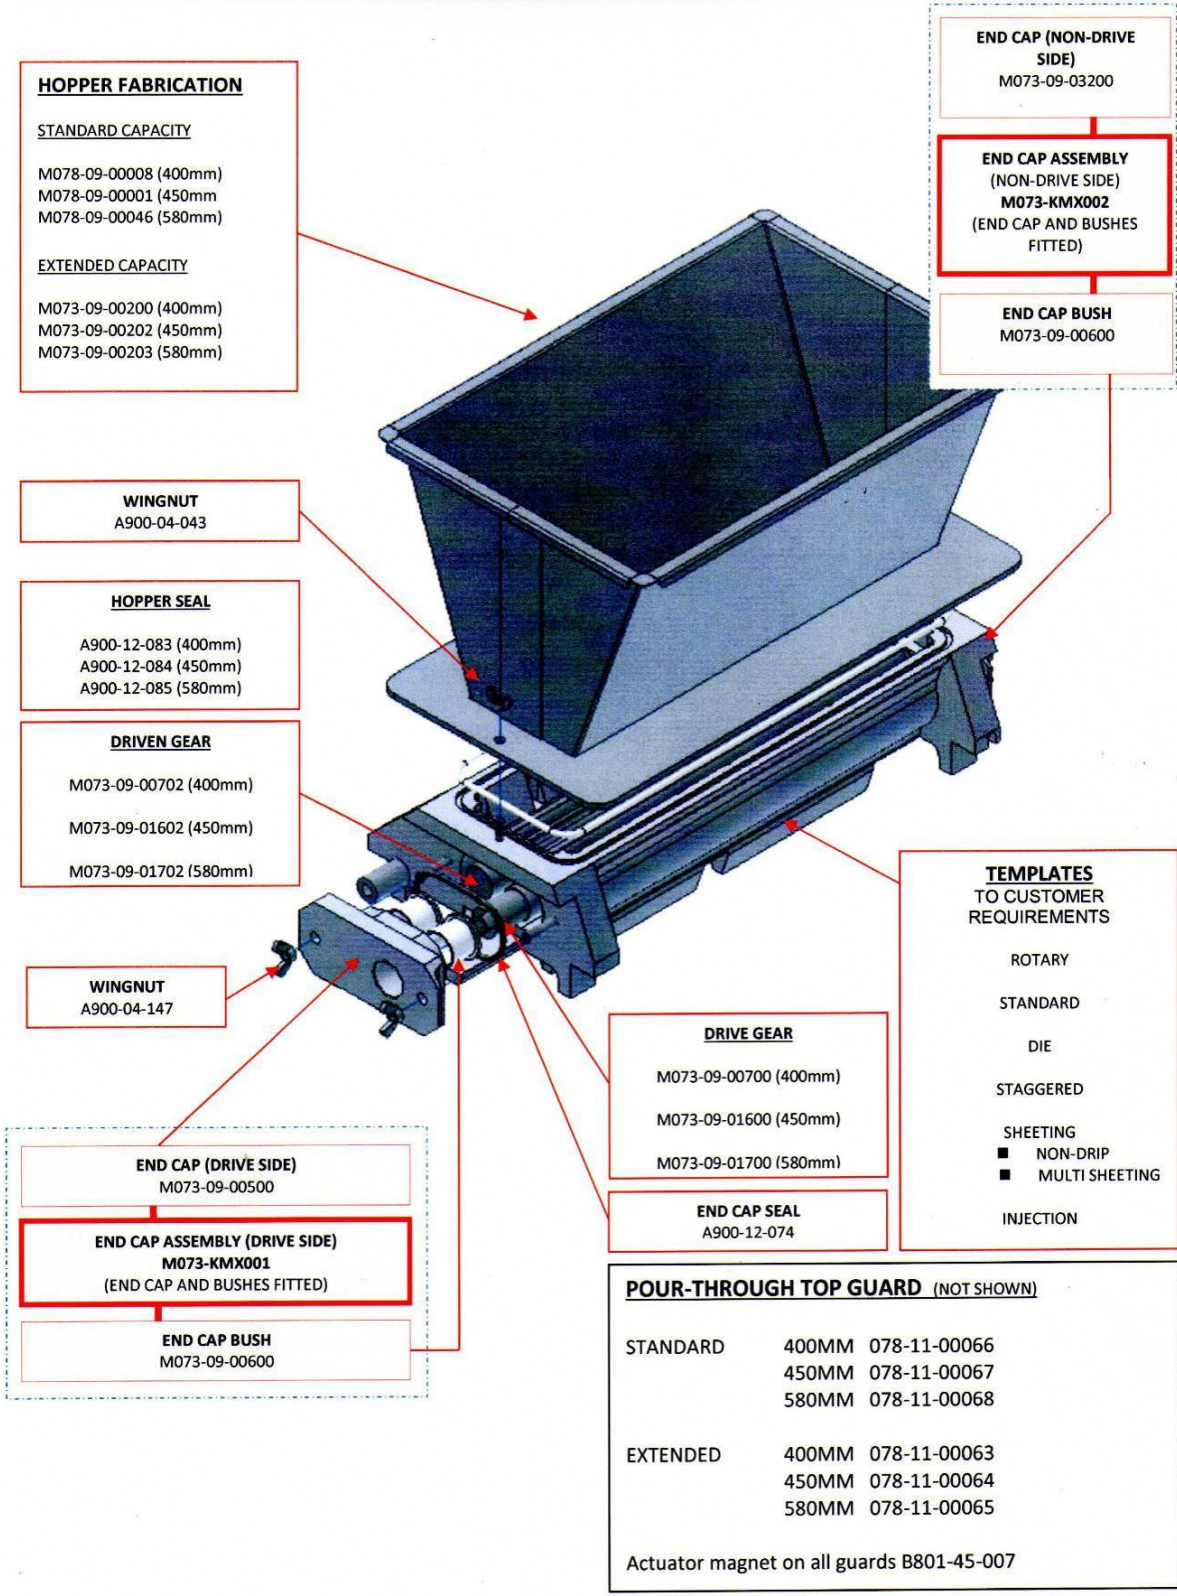 HOPPER FABRICATION
STANDARD CAPACITY
M078-09-00008 (400mm)
M078-09-00001 (450mm
M078-09-00046 (580mm)
EXTENDED CAPACITY
M073-09-00200 (400mm)
M073-09-00202 (450mm)
M073-09-00203 (580mm)
END CAP (NON-DRIVE
SIDE)
M073-09-03200
END CAP ASSEMBLY
(NON-DRIVE SIDE)
M073-KMX002
(END CAP AND BUSHES
FITTED)
END CAP BUSH
M073-09-00600
WINGNUT
A900-04-043
HOPPER SEAL
A900-12-083 (400mm)
A900-12-084 (450mm)
A900-12-085 (580mm)
DRIVEN GEAR
M073-09-00702 (400mm)
M073-09-01602 (450mm)
M073-09-01702 (580mm)
WINGNUT
A900-04-147
END CAP (DRIVE SIDE)
M073-09-00500
END CAP ASSEMBLY (DRIVE SIDE)
M073-KMX001
(END CAP AND BUSHES FITTED)
END CAP BUSH
M073-09-00600
DRIVE GEAR
M073-09-00700 (400mm)
M073-09-01600 (450mm)
M073-09-01700 (580mm)
END CAP SEAL
A900-12-074
TEMPLATES
TO CUSTOMER
REQUIREMENTS
ROTARY
STANDARD
DIE
STAGGERED
SHEETING
■ NON-DRIP
■ MULTI SHEETING
INJECTION
POUR-THROUGH TOP GUARD (NOT SHOWN)
STANDARD 400MM 078-11-00066
450MM 078-11-00067
580MM 078-11-00068
EXTENDED 400MM 078-11-00063
450MM 078-11-00064
580MM 078-11-00065
Actuator magnet on all guards B801-45-007